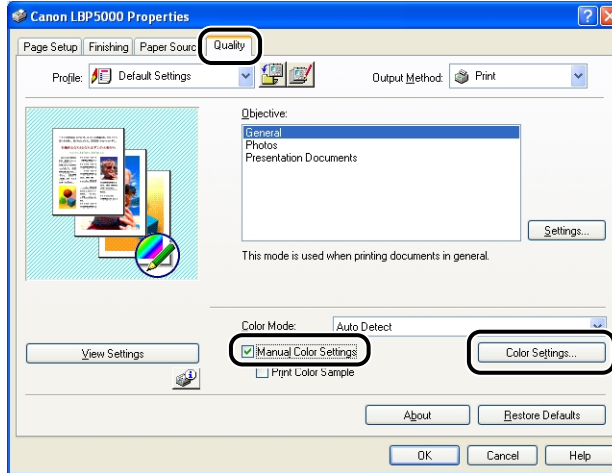 Canon LBP5000 Properties
Page Setup Finishing Paper Sourc Quality
Profile: Default Settings Output Method: Print
Objective:
General
Photos
Presentation Documents
Settings...
This mode is used when printing documents in general.
Color Mode: Auto Detect
View Settings
Manual Color Settings
Color Settings...
Print Color Sample
About Restore Defaults
OK Cancel Help